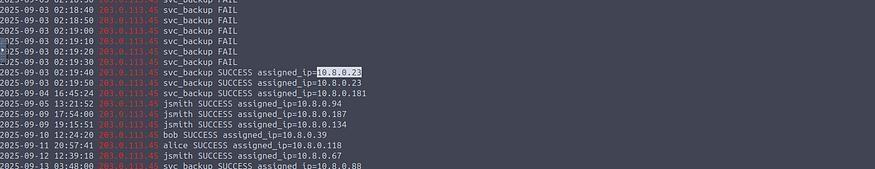 2025-09-03 02:18:30 203.0.113.45 svc_backup FAIL
2025-09-03 02:18:40 203.0.113.45 svc_backup FAIL
2025-09-03 02:18:50 203.0.113.45 svc_backup FAIL
2025-09-03 02:19:00 203.0.113.45 svc_backup FAIL
2025-09-03 02:19:10 203.0.113.45 svc_backup FAIL
2025-09-03 02:19:20 203.0.113.45 svc_backup FAIL
2025-09-03 02:19:30 203.0.113.45 svc_backup FAIL
2025-09-03 02:19:40 203.0.113.45 svc_backup SUCCESS assigned_ip=10.8.0.23
2025-09-03 02:19:50 203.0.113.45 svc_backup SUCCESS assigned_ip=10.8.0.23
2025-09-04 16:45:24 203.0.113.45 svc_backup SUCCESS assigned_ip=10.8.0.181
2025-09-05 13:21:52 203.0.113.45 jsmith SUCCESS assigned_ip=10.8.0.94
2025-09-09 17:54:00 203.0.113.45 jsmith SUCCESS assigned_ip=10.8.0.187
2025-09-09 19:15:51 203.0.113.45 jsmith SUCCESS assigned_ip=10.8.0.134
2025-09-10 12:24:20 203.0.113.45 bob SUCCESS assigned_ip=10.8.0.39
2025-09-11 20:57:41 203.0.113.45 alice SUCCESS assigned_ip=10.8.0.118
2025-09-12 12:39:18 203.0.113.45 jsmith SUCCESS assigned_ip=10.8.0.67
2025-09-13 03:48:00 203.0.113.45 svc_backup SUCCESS assigned_ip=10.8.0.88